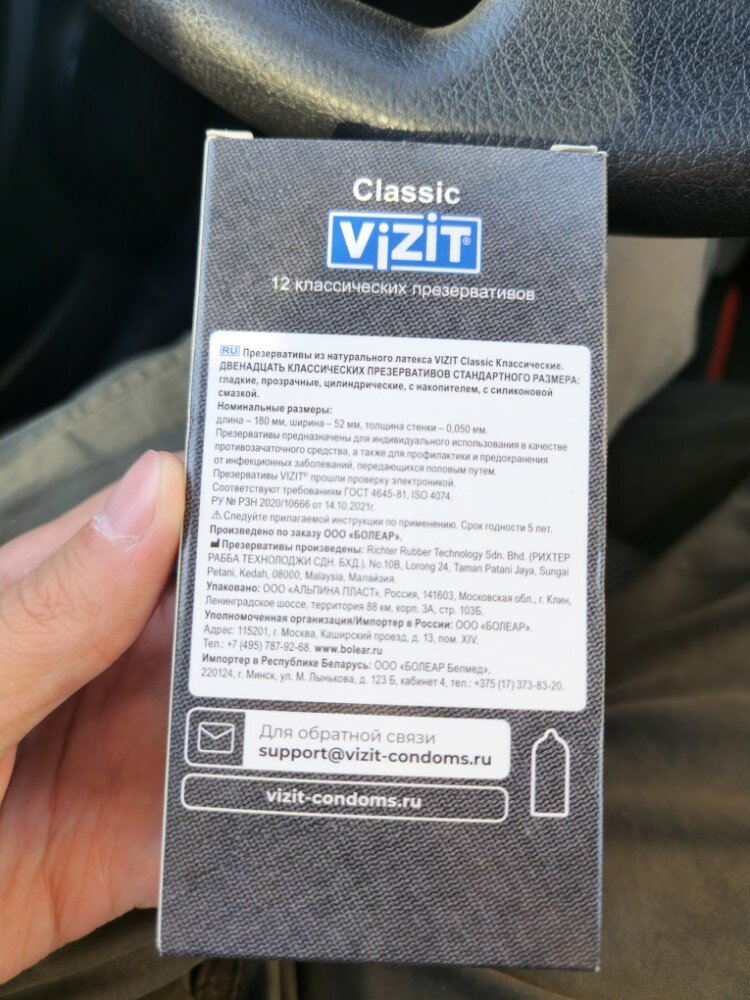 Classic
ViZiT®
12 классических презервативов
RU Презервативы из натурального латекса VIZIT Classic Классические.
ДВЕНАДЦАТЬ КЛАССИЧЕСКИХ ПРЕЗЕРВАТИВОВ СТАНДАРТНОГО РАЗМЕРА:
гладкие, прозрачные, цилиндрические, с накопителем, с силиконовой
смазкой.
Номинальные размеры:
длина – 180 мм, ширина – 52 мм, толщина стенки – 0,050 мм.
Презервативы предназначены для индивидуального использования в качестве
противозачаточного средства, а также для профилактики и предохранения
от инфекционных заболеваний, передающихся половым путем.
Презервативы VIZIT® прошли проверку электроникой.
Соответствуют требованиям ГОСТ 4645-81, ISO 4074.
РУ № РЗН 2020/10666 от 14.10.2021г.
⚠ Следуйте прилагаемой инструкции по применению. Срок годности 5 лет.
Произведено по заказу ООО «БОЛЕАР».
Презервативы произведены: Richter Rubber Technology Sdn. Bhd. (РИХТЕР
РАББА ТЕХНОЛОДЖИ СДН. БХД.), No.10B, Lorong 24, Taman Patani Jaya, Sungai
Petani, Kedah, 08000, Malaysia, Малайзия.
Упаковано: ООО «АЛЬПИНА ПЛАСТ», Россия, 141603, Московская обл., г. Клин,
Ленинградское шоссе, территория 88 км, корп. 3А, стр. 103Б.
Уполномоченная организация/Импортер в России: ООО «БОЛЕАР».
Адрес: 115201, г. Москва, Каширский проезд, д. 13, пом. XIV.
Тел.: +7 (495) 787-92-68. www.bolear.ru
Импортер в Республике Беларусь: ООО «БОЛЕАР Белмед»,
220124, г. Минск, ул. М. Лынькова, д. 123 Б, кабинет 4, тел.: +375 (17) 373-83-20.
Для обратной связи
support@vizit-condoms.ru
vizit-condoms.ru